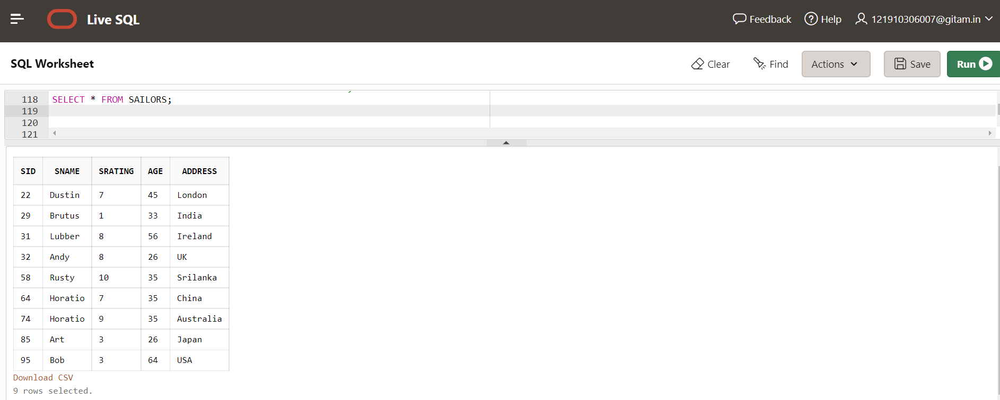 Live SQL Feedback Help 121910306007@gitam.in
SQL Worksheet Clear Find Actions Save Run
118 SELECT * FROM SAILORS;
119
120
121
SID SNAME SRATING AGE ADDRESS
22 Dustin 7 45 London
29 Brutus 1 33 India
31 Lubber 8 56 Ireland
32 Andy 8 26 UK
58 Rusty 10 35 Srilanka
64 Horatio 7 35 China
74 Horatio 9 35 Australia
85 Art 3 26 Japan
95 Bob 3 64 USA
Download CSV
9 rows selected.